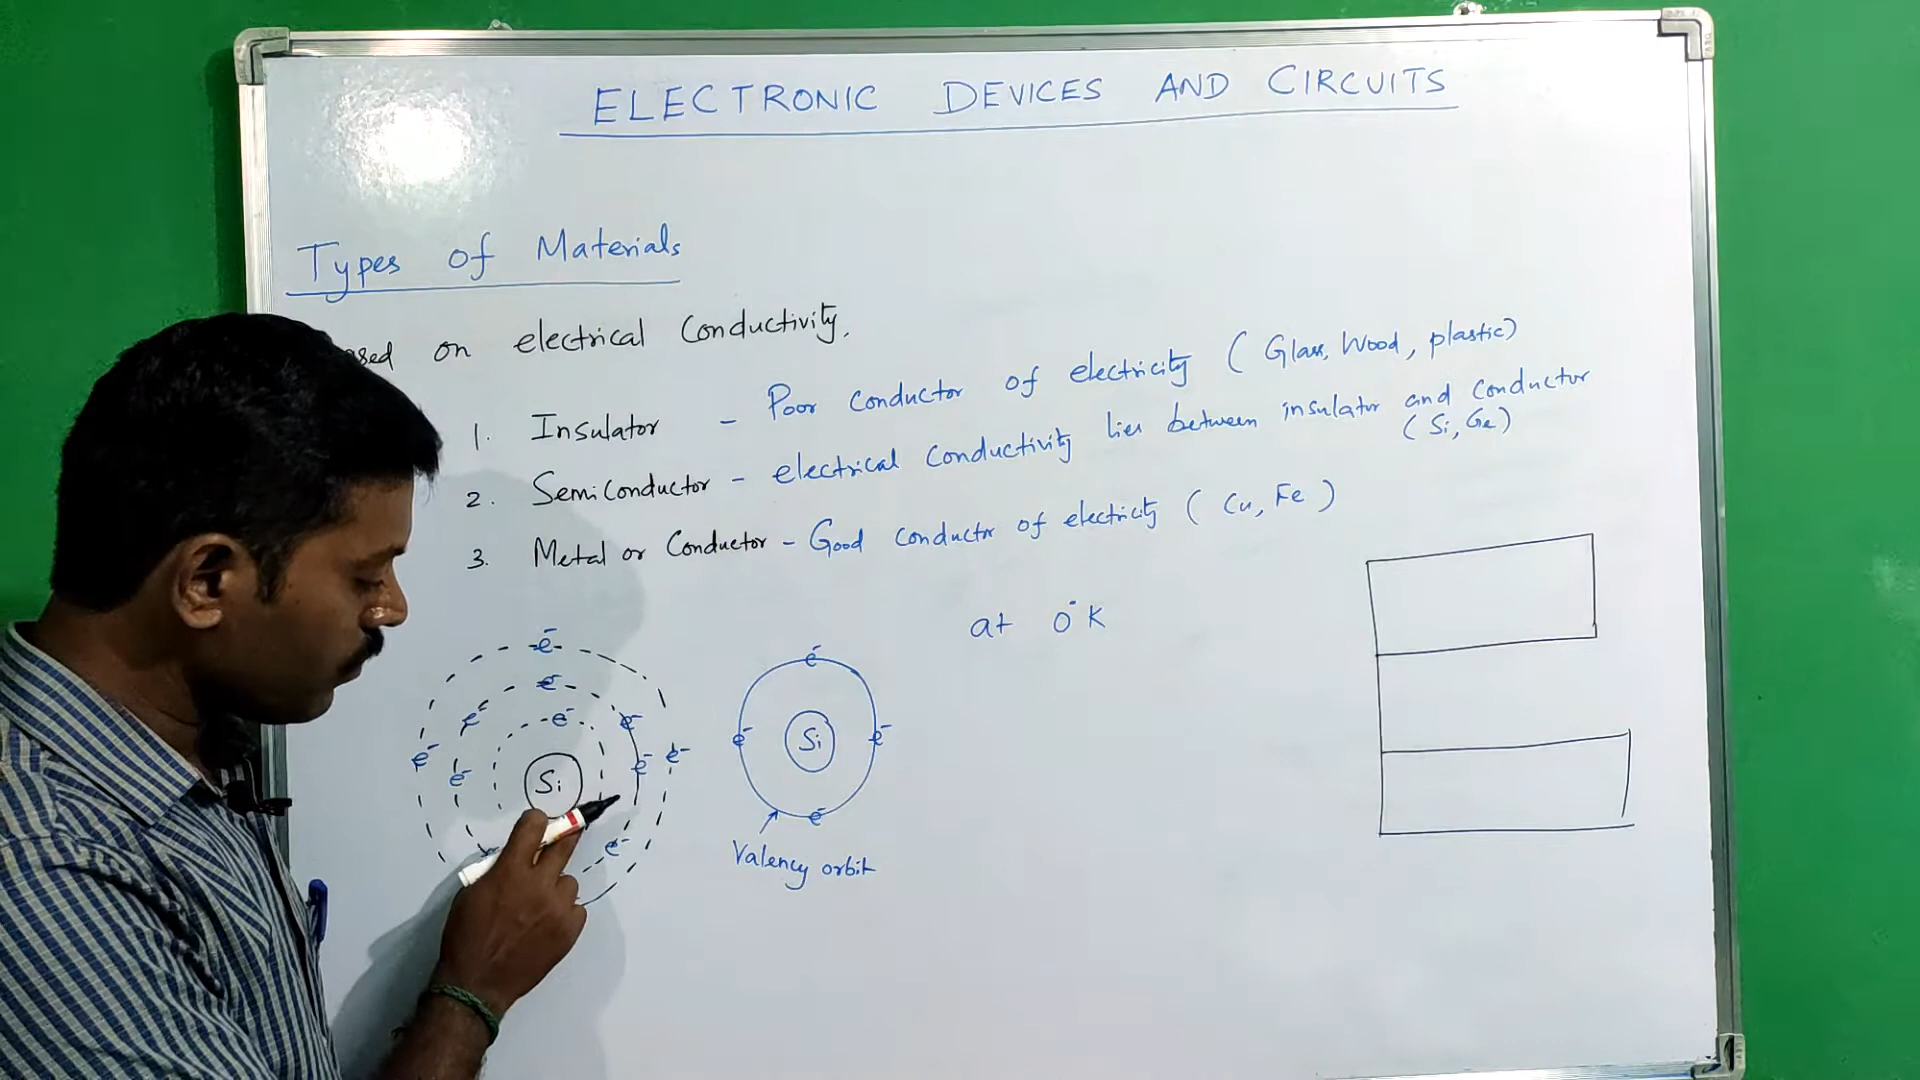 ELECTRONIC DEVICES AND CIRCUITS
Types of Materials
on electrical Conductivity.
1. Insulator - Poor conductor of electricity (Glass, Wood, plastic)
2. Semiconductor - electrical conductivity lies between insulator and conductor
(Si, Ge)
3. Metal or Conductor - Good conductor of electricity (Cu, Fe)
at 0°K
e⁻
e⁻
e⁻
e⁻
e⁻
e⁻
e⁻
e⁻
e⁻
Si
e⁻
e⁻
e⁻
e⁻
Si
e⁻
Valency orbit